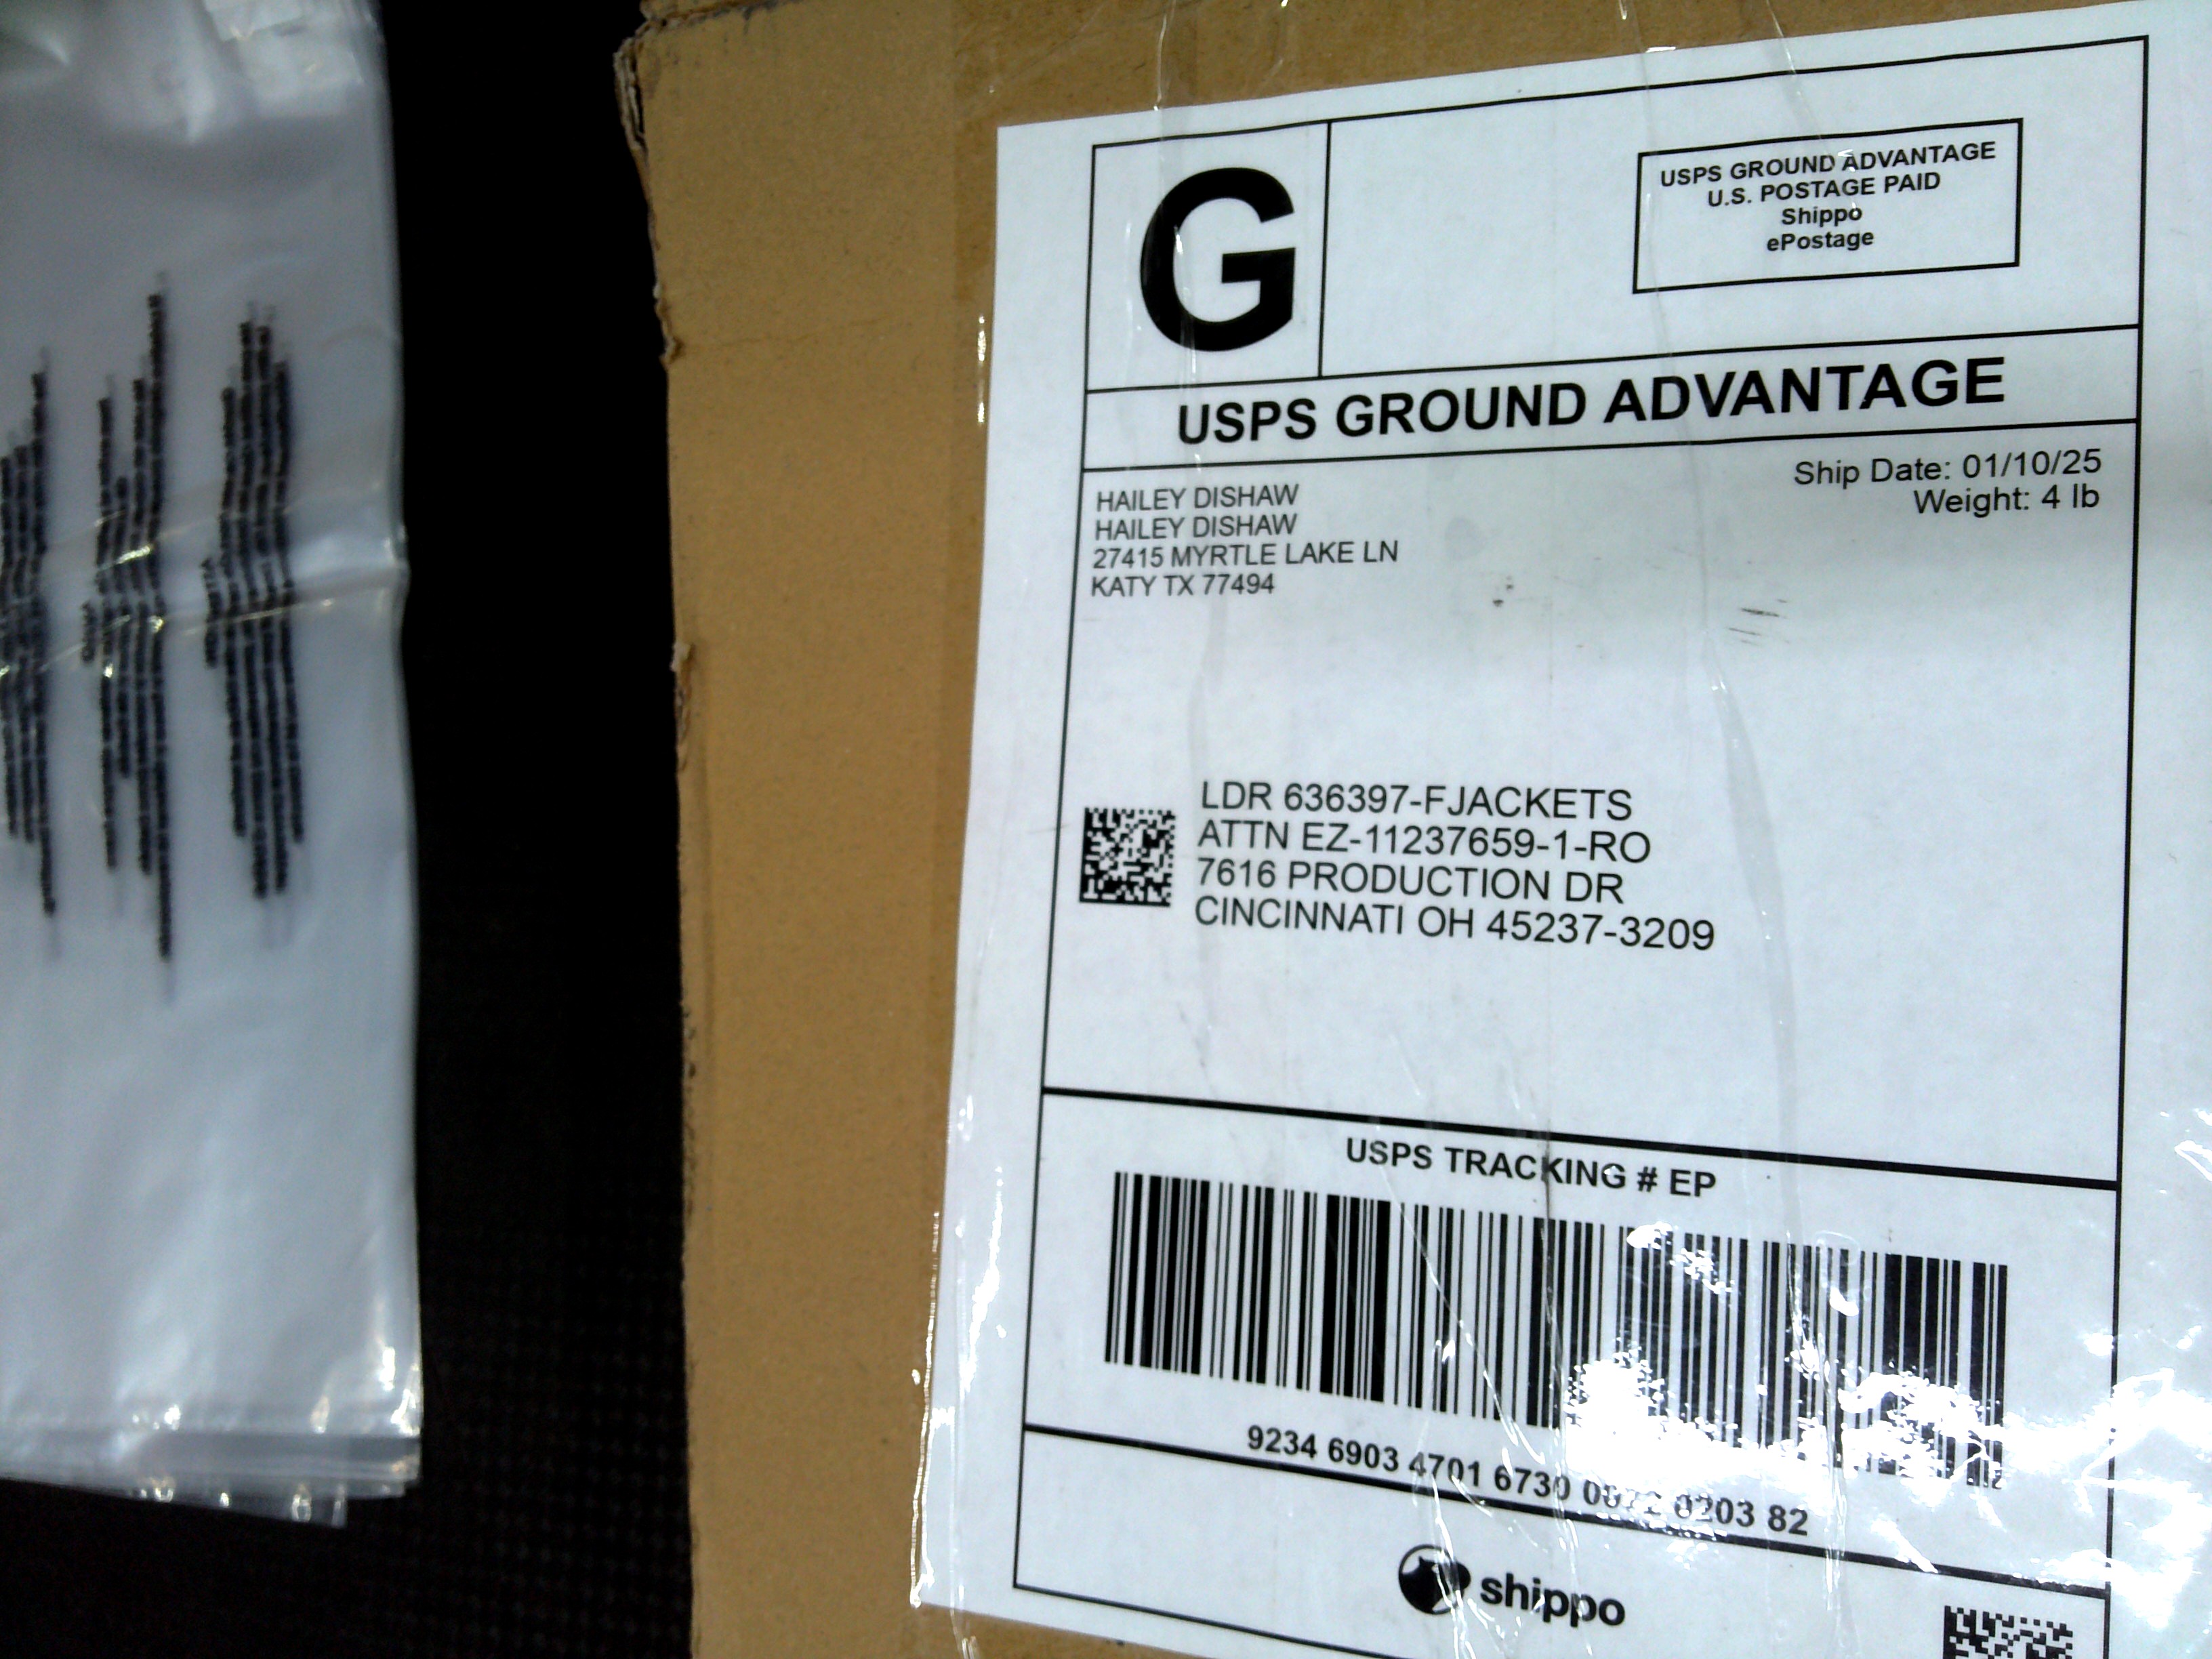 G
USPS GROUND ADVANTAGE
U.S. POSTAGE PAID
Shippo
ePostage
USPS GROUND ADVANTAGE
Ship Date: 01/10/25
Weight: 4 lb
HAILEY DISHAW
HAILEY DISHAW
27415 MYRTLE LAKE LN
KATY TX 77494
LDR 636397-FJACKETS
ATTN EZ-11237659-1-RO
7616 PRODUCTION DR
CINCINNATI OH 45237-3209
USPS TRACKING # EP
9234 6903 4701 6730 0203 82
shippo